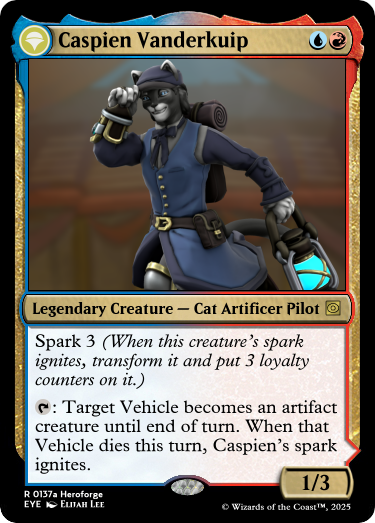 Caspien Vanderkuip
Legendary Creature — Cat Artificer Pilot
Spark 3 (When this creature's spark
ignites, transform it and put 3 loyalty
counters on it.)
: Target Vehicle becomes an artifact
creature until end of turn. When that
Vehicle dies this turn, Caspien's spark
ignites.
1/3
R 0137a Heroforge
EYE Elijah Lee
© Wizards of the Coast™, 2025